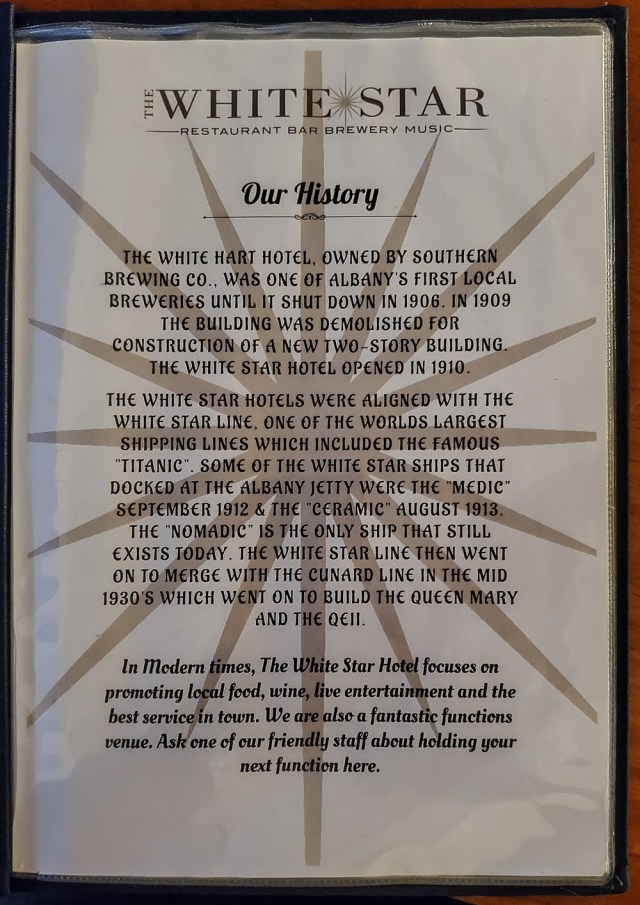 THE WHITE STAR
RESTAURANT BAR BREWERY MUSIC
Our History
THE WHITE HART HOTEL, OWNED BY SOUTHERN
BREWING CO., WAS ONE OF ALBANY'S FIRST LOCAL
BREWERIES UNTIL IT SHUT DOWN IN 1906. IN 1909
THE BUILDING WAS DEMOLISHED FOR
CONSTRUCTION OF A NEW TWO-STORY BUILDING.
THE WHITE STAR HOTEL OPENED IN 1910.
THE WHITE STAR HOTELS WERE ALIGNED WITH THE
WHITE STAR LINE, ONE OF THE WORLDS LARGEST
SHIPPING LINES WHICH INCLUDED THE FAMOUS
"TITANIC". SOME OF THE WHITE STAR SHIPS THAT
DOCKED AT THE ALBANY JETTY WERE THE "MEDIC"
SEPTEMBER 1912 & THE "CERAMIC" AUGUST 1913.
THE "NOMADIC" IS THE ONLY SHIP THAT STILL
EXISTS TODAY. THE WHITE STAR LINE THEN WENT
ON TO MERGE WITH THE CUNARD LINE IN THE MID
1930'S WHICH WENT ON TO BUILD THE QUEEN MARY
AND THE QEII.
In Modern times, The White Star Hotel focuses on
promoting local food, wine, live entertainment and the
best service in town. We are also a fantastic functions
venue. Ask one of our friendly staff about holding your
next function here.